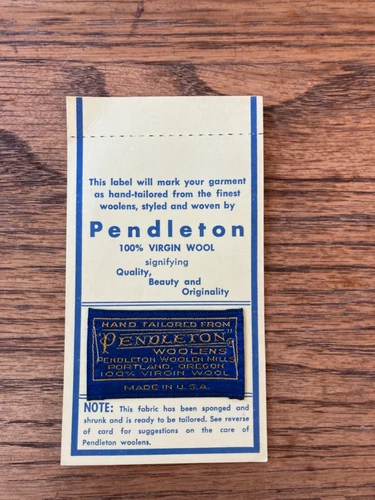 This label will mark your garment
as hand-tailored from the finest
woolens, styled and woven by
Pendleton
100% VIRGIN WOOL
signifying
Quality,
Beauty and
Originality
HAND TAILORED FROM
"PENDLETON"
WOOLENS
PENDLETON WOOLEN MILLS
PORTLAND, OREGON
100% VIRGIN WOOL
MADE IN U.S.A.
NOTE: This fabric has been sponged and
shrunk and is ready to be tailored. See reverse
of card for suggestions on the care of
Pendleton woolens.